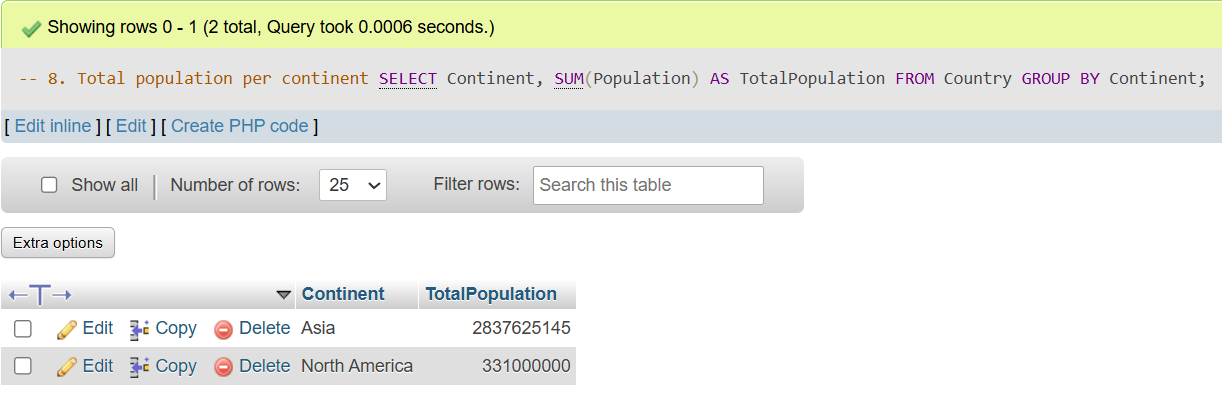 Showing rows 0 - 1 (2 total, Query took 0.0006 seconds.)
-- 8. Total population per continent SELECT Continent, SUM(Population) AS TotalPopulation FROM Country GROUP BY Continent;
[ Edit inline ] [ Edit ] [ Create PHP code ]
Show all Number of rows: 25 Filter rows: Search this table
Extra options
Continent TotalPopulation
Edit Copy Delete Asia 2837625145
Edit Copy Delete North America 331000000